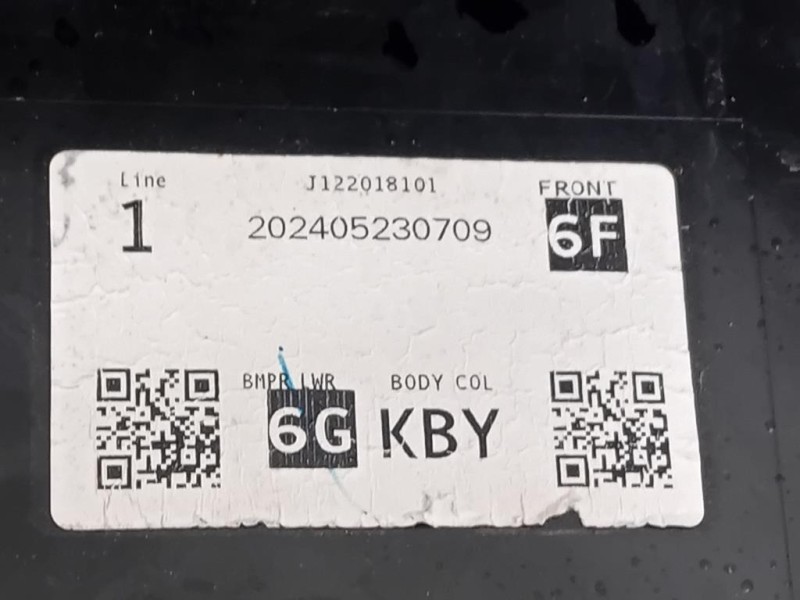 Line J122018101 FRONT
1 202405230709 6F
BMPR LWR BODY COL
6G KBY